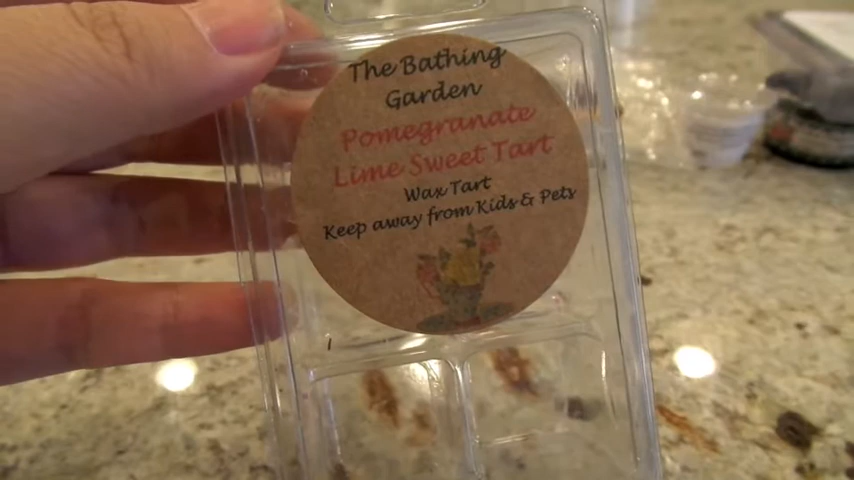 The Bathing
Garden
Pomegranate
Lime Sweet Tart
Wax Tart
Keep away from Kids & Pets